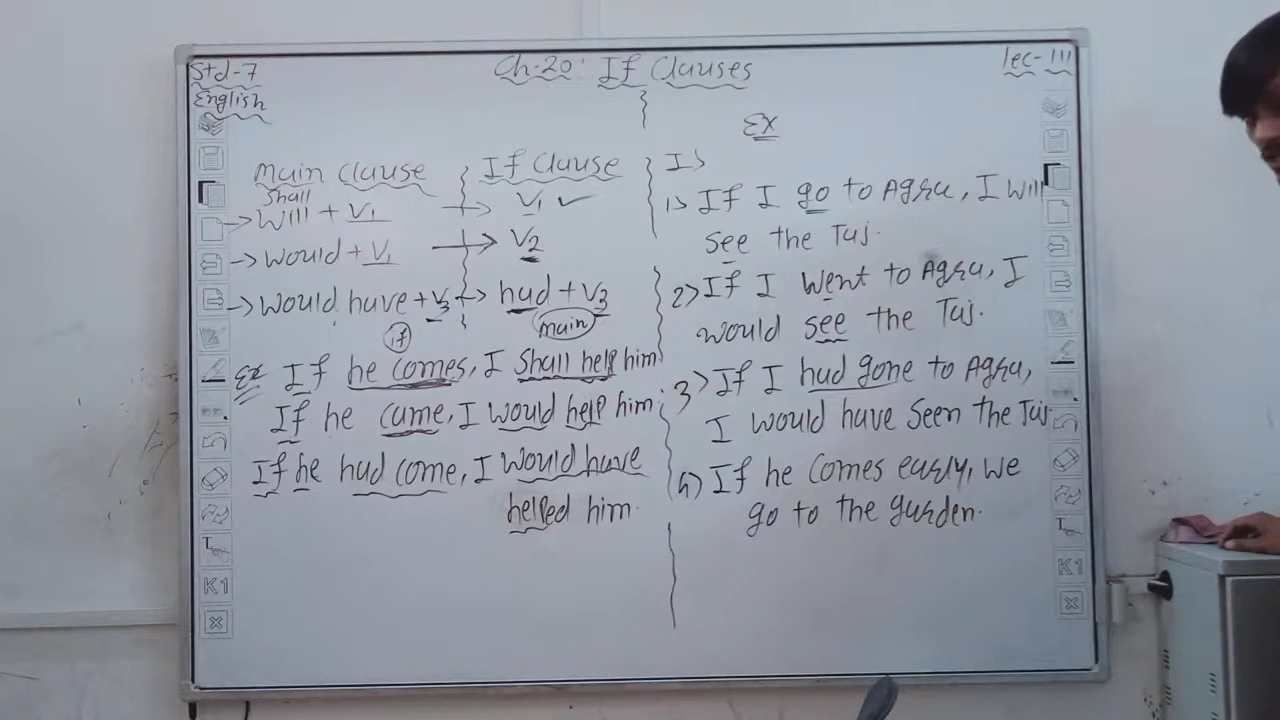 Std-7
English
Ch-20: If Clauses
lec-111
Main Clause
If Clause
Shall
→ Will + V1 → V1 ✓
→ Would + V1 → V2
→ Would have + V3 → had + V3
if
main
Ex If he comes, I Shall help him
If he came, I would help him.
If he had come, I would have
helped him.
Ex
I>
1> If I go to Agra, I will
see the Taj.
2> If I went to Agra, I
would see the Taj.
3> If I had gone to Agra,
I would have seen the Taj.
4) If he comes early, we
go to the garden.
T
K1
T
K1